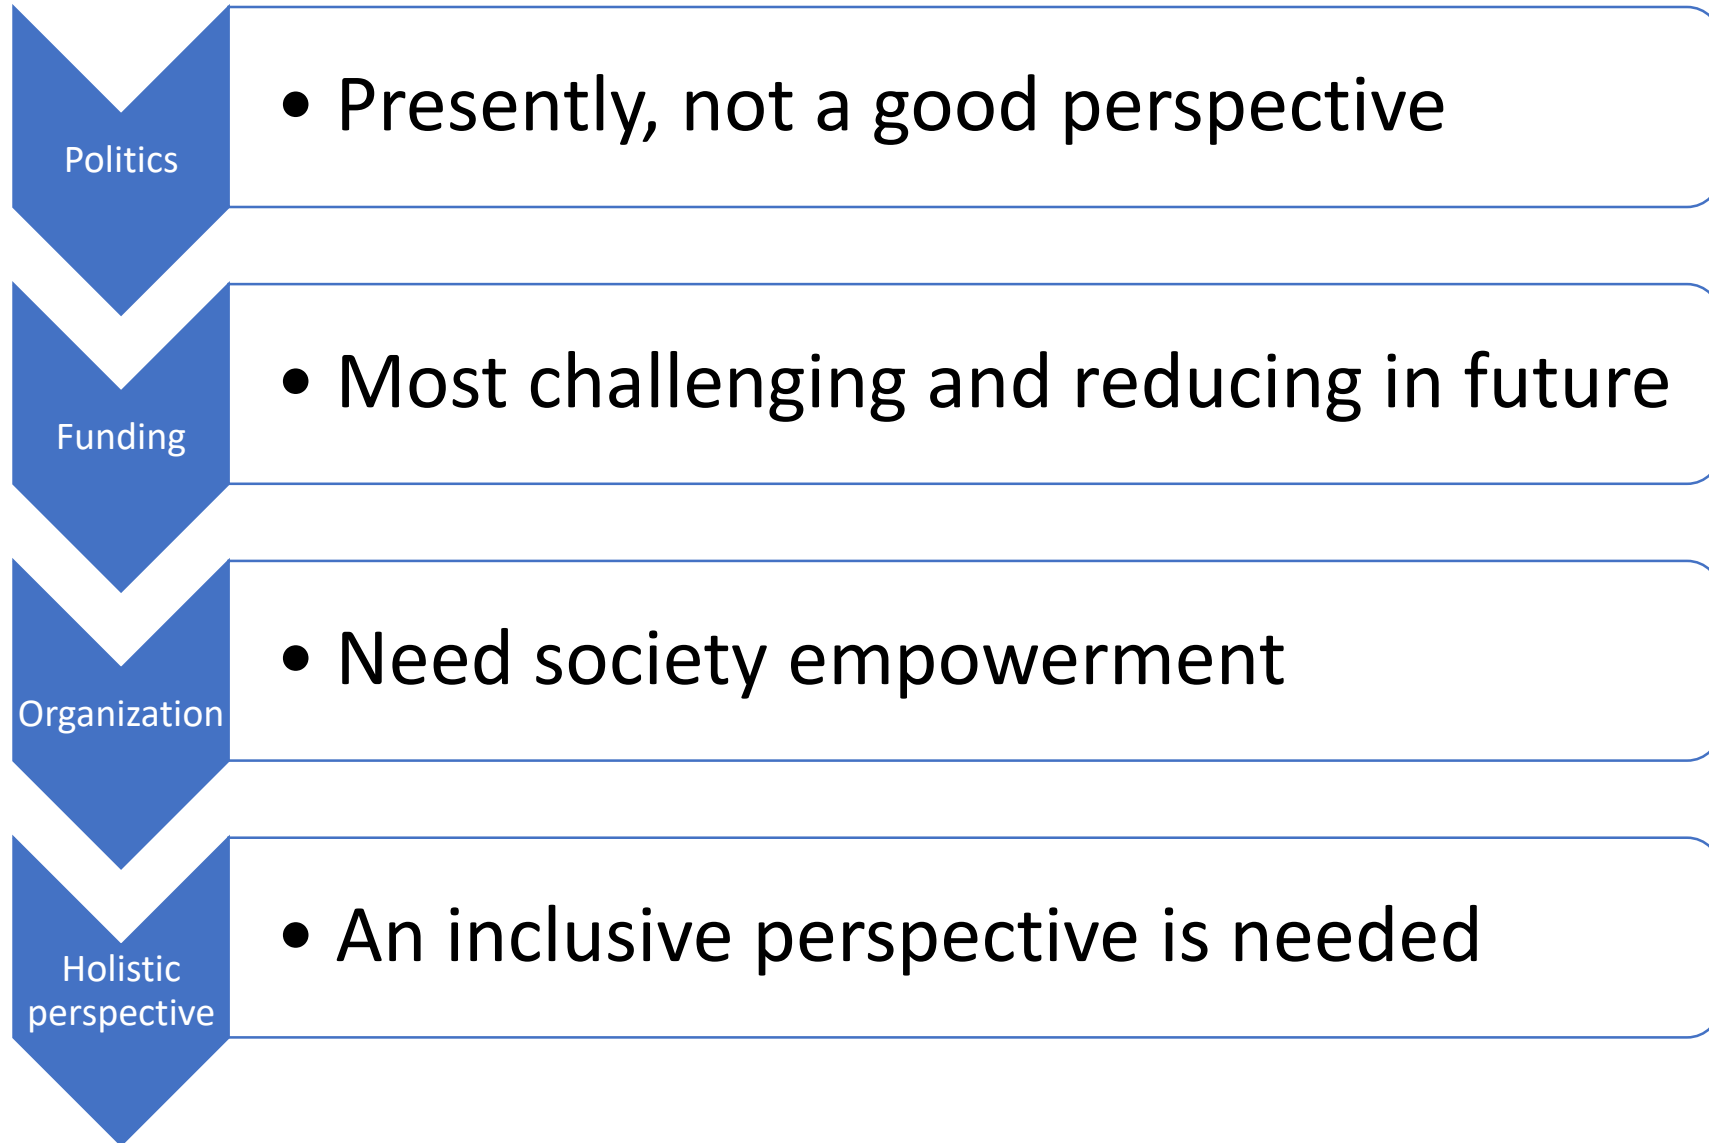 Politics
• Presently, not a good perspective
Funding
• Most challenging and reducing in future
Organization
• Need society empowerment
Holistic
perspective
• An inclusive perspective is needed